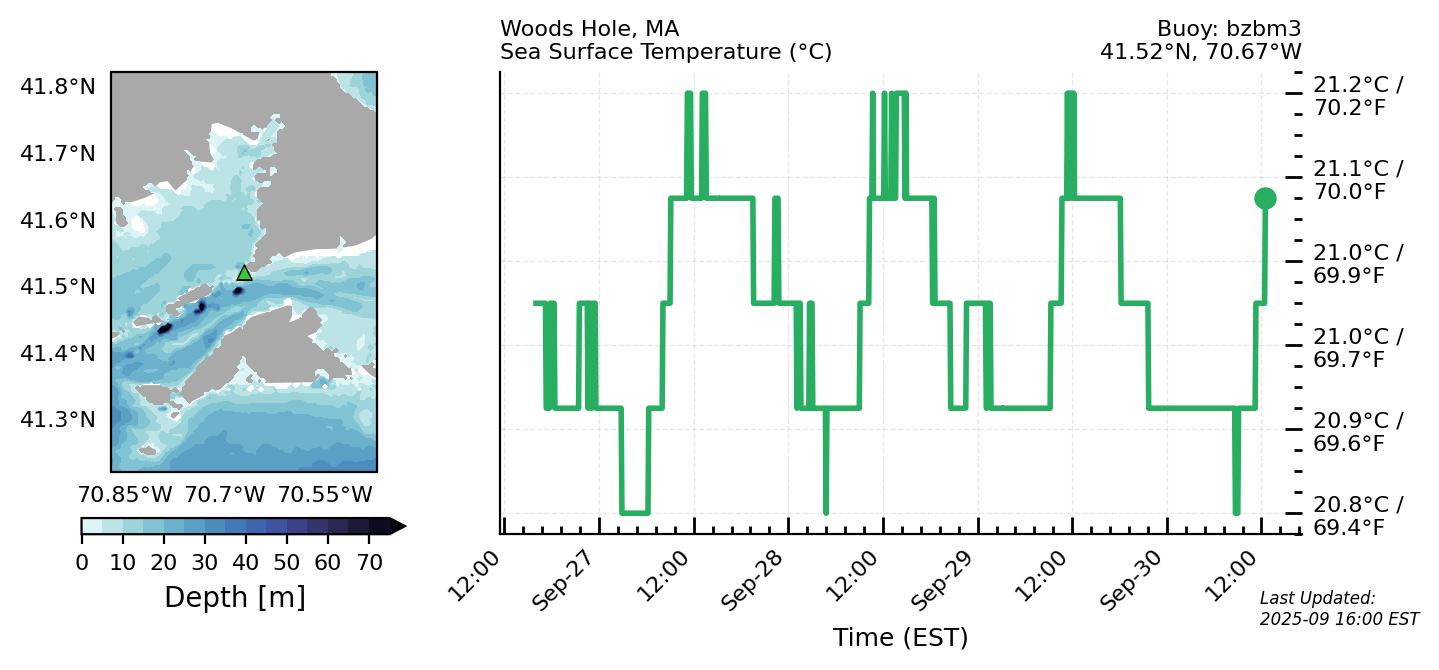 Woods Hole, MA
Sea Surface Temperature (°C)
Buoy: bzbm3
41.52°N, 70.67°W
41.8°N
41.7°N
41.6°N
41.5°N
41.4°N
41.3°N
70.85°W 70.7°W 70.55°W
0 10 20 30 40 50 60 70
Depth [m]
21.2°C /
70.2°F
21.1°C /
70.0°F
21.0°C /
69.9°F
21.0°C /
69.7°F
20.9°C /
69.6°F
20.8°C /
69.4°F
12:00
Sep-27
12:00
Sep-28
12:00
Sep-29
12:00
Sep-30
12:00
Time (EST)
Last Updated:
2025-09 16:00 EST